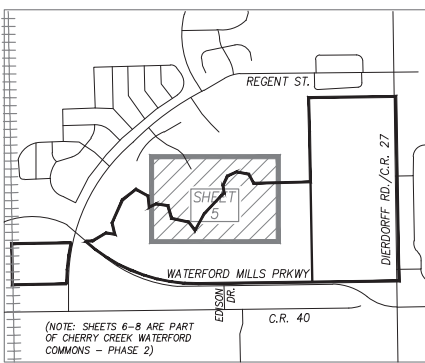 REGENT ST.
DIERDORFF RD./C.R. 27
SHEET
5
WATERFORD MILLS PRKWY
EDISON
DR.
C.R. 40
(NOTE: SHEETS 6-8 ARE PART
OF CHERRY CREEK WATERFORD
COMMONS - PHASE 2)